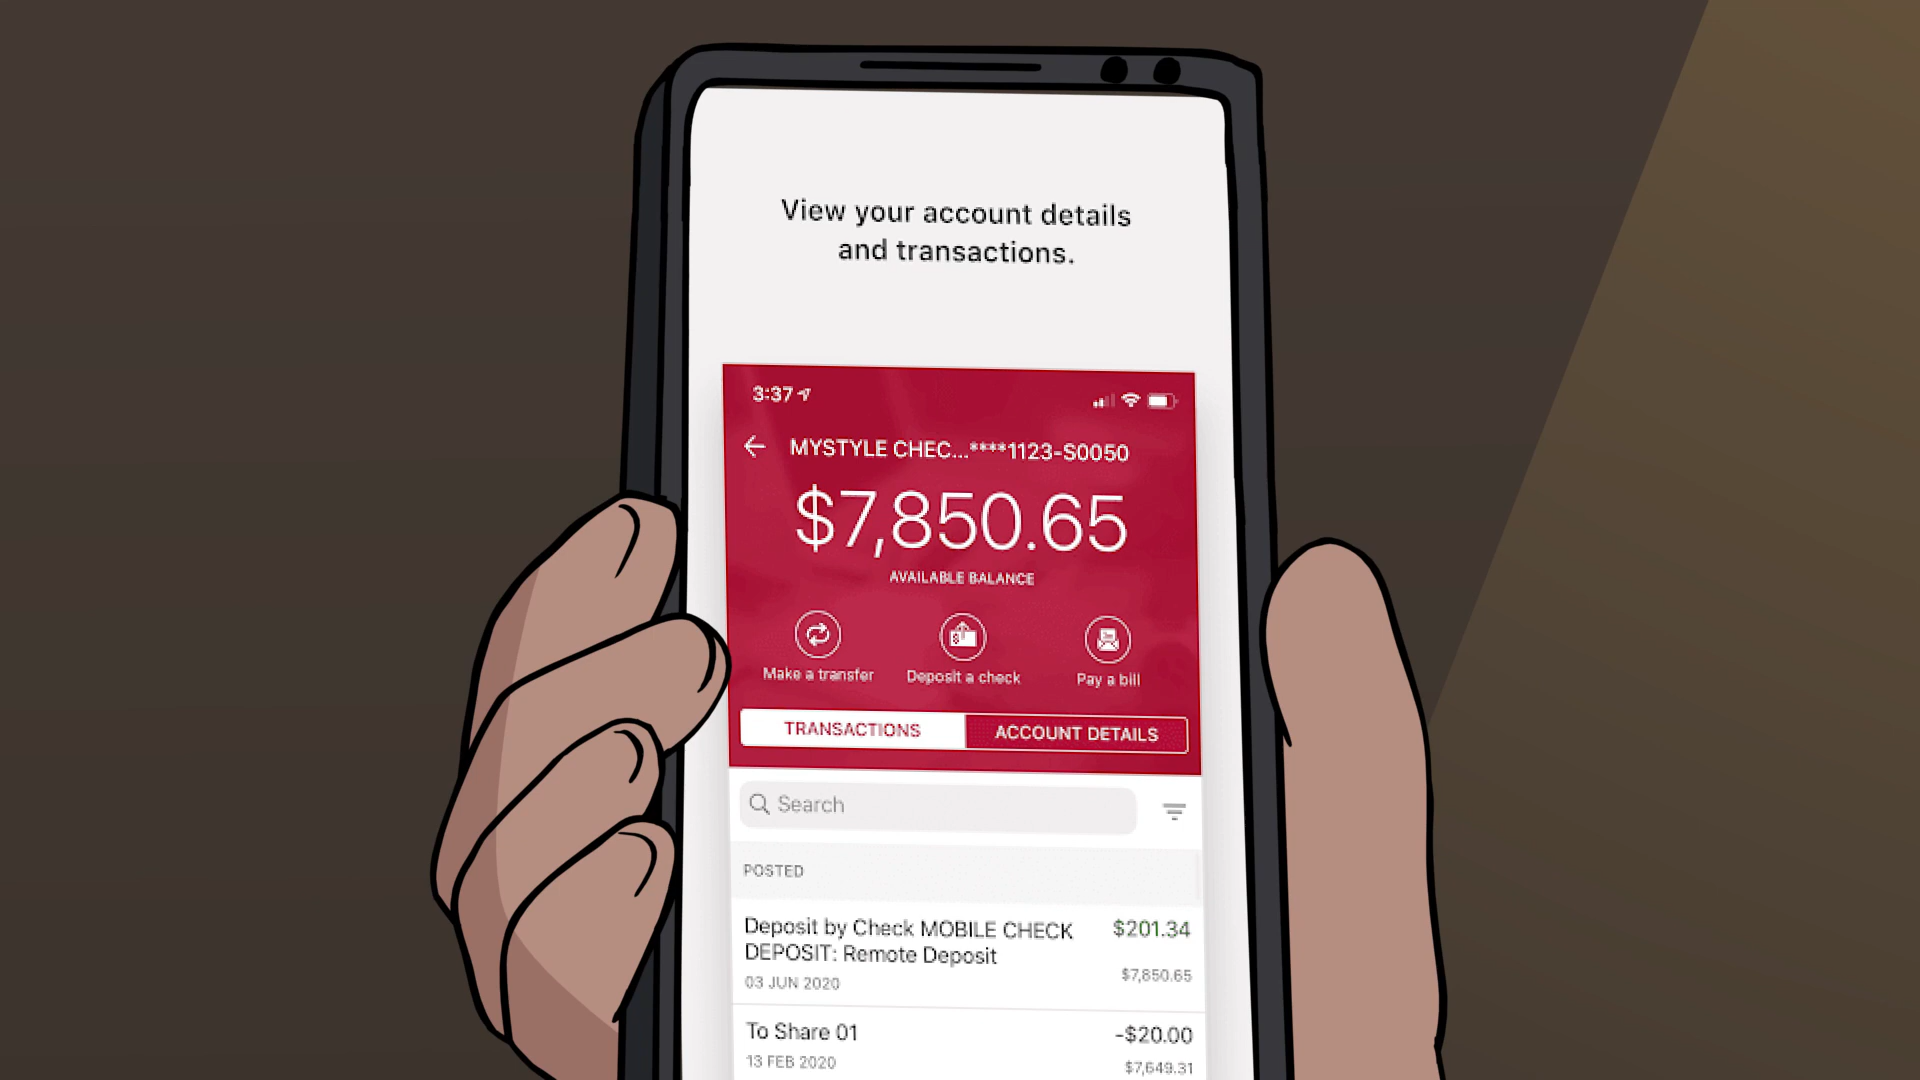 View your account details
and transactions.
3:37
MYSTYLE CHEC...****1123-S0050
$7,850.65
AVAILABLE BALANCE
Make a transfer Deposit a check Pay a bill
TRANSACTIONS ACCOUNT DETAILS
Search
POSTED
Deposit by Check MOBILE CHECK $201.34
DEPOSIT: Remote Deposit
$7,850.65
03 JUN 2020
To Share 01 -$20.00
13 FEB 2020 $7,649.31